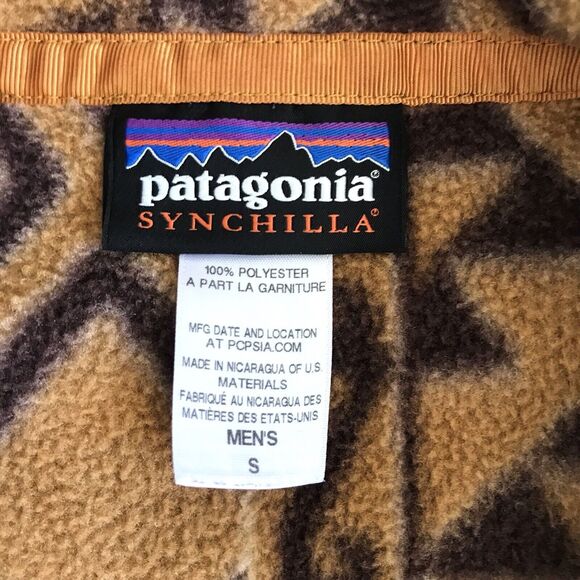 patagonia®
SYNCHILLA®
100% POLYESTER
A PART LA GARNITURE
MFG DATE AND LOCATION
AT PCPSIA.COM
MADE IN NICARAGUA OF U.S.
MATERIALS
FABRIQUÉ AU NICARAGUA DES
MATIÈRES DES ETATS-UNIS
MEN'S
S